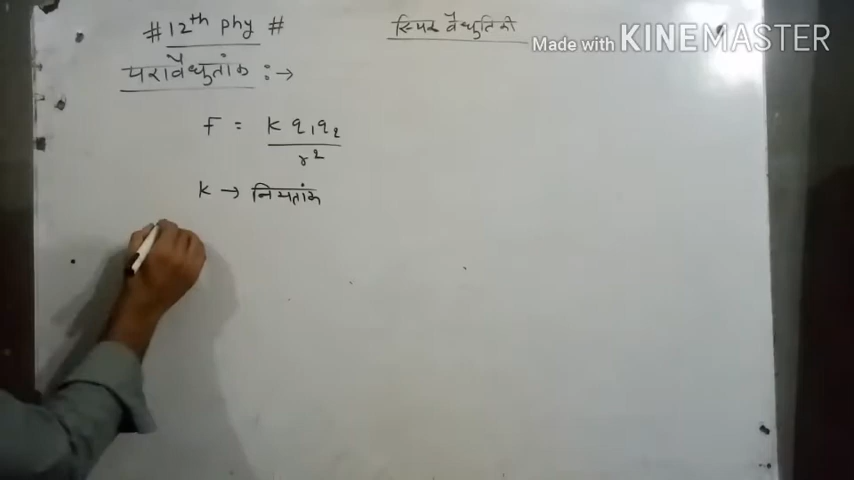 # 12th phy #
स्थिर वैधुतिकी
Made with KINEMASTER
परावैधुतांक :→
F = K q1q2
r2
K → नियतांक